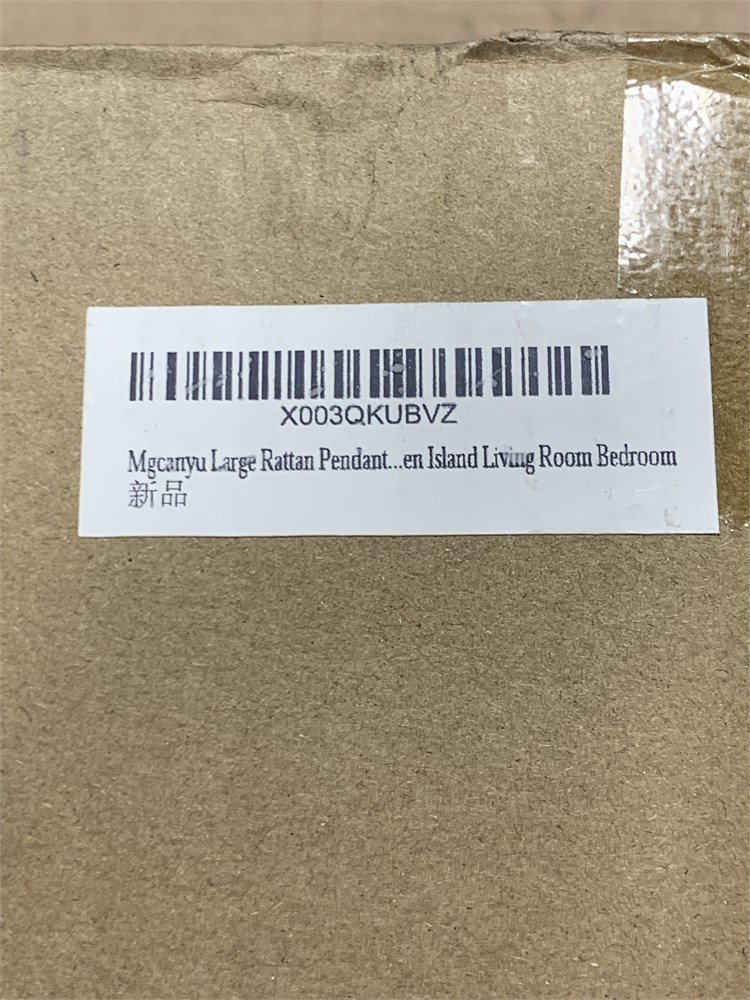 X003QKUBVZ
Mgcanyu Large Rattan Pendant...en Island Living Room Bedroom
新品